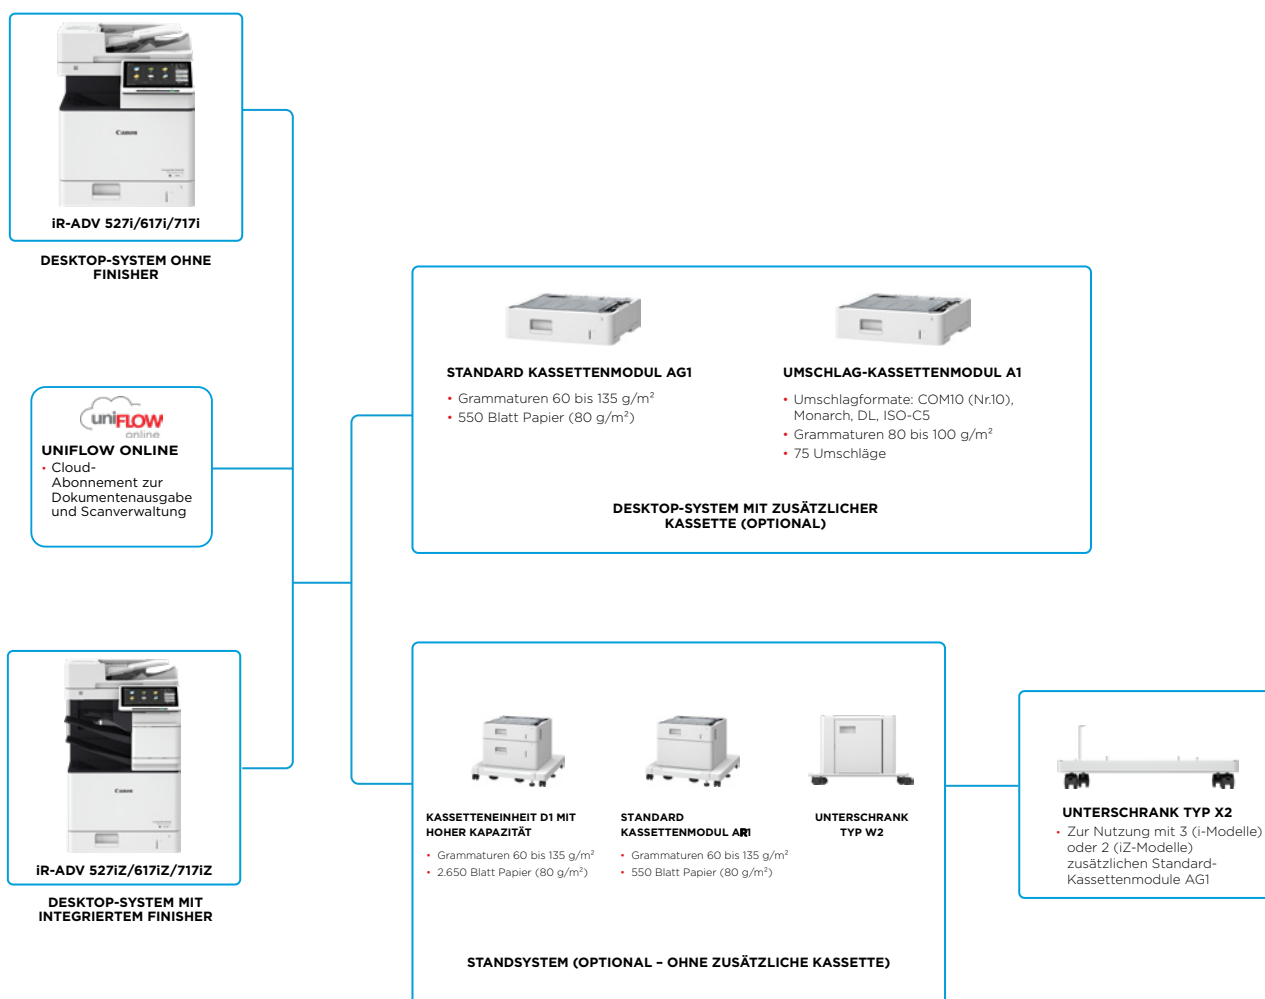 Canon
iR-ADV 527i/617i/717i
DESKTOP-SYSTEM OHNE
FINISHER
uniFLOW
online
UNIFLOW ONLINE
• Cloud-
Abonnement zur
Dokumentenausgabe
und Scanverwaltung
Canon
iR-ADV 527iZ/617iZ/717iZ
DESKTOP-SYSTEM MIT
INTEGRIERTEM FINISHER
STANDARD KASSETTENMODUL AG1
• Grammaturen 60 bis 135 g/m²
• 550 Blatt Papier (80 g/m²)
UMSCHLAG-KASSETTENMODUL A1
• Umschlagformate: COM10 (Nr.10),
Monarch, DL, ISO-C5
• Grammaturen 80 bis 100 g/m²
• 75 Umschläge
DESKTOP-SYSTEM MIT ZUSÄTZLICHER
KASSETTE (OPTIONAL)
KASSETTENEINHEIT D1 MIT
HOHER KAPAZITÄT
• Grammaturen 60 bis 135 g/m²
• 2.650 Blatt Papier (80 g/m²)
STANDARD
KASSETTENMODUL
• Grammaturen 60 bis 135 g/m²
• 550 Blatt Papier (80 g/m²)
UNTERSCHRANK
TYP W2
STANDSYSTEM (OPTIONAL – OHNE ZUSÄTZLICHE KASSETTE)
UNTERSCHRANK TYP X2
• Zur Nutzung mit 3 (i-Modelle)
oder 2 (iZ-Modelle)
zusätzlichen Standard-
Kassettenmodule AG1